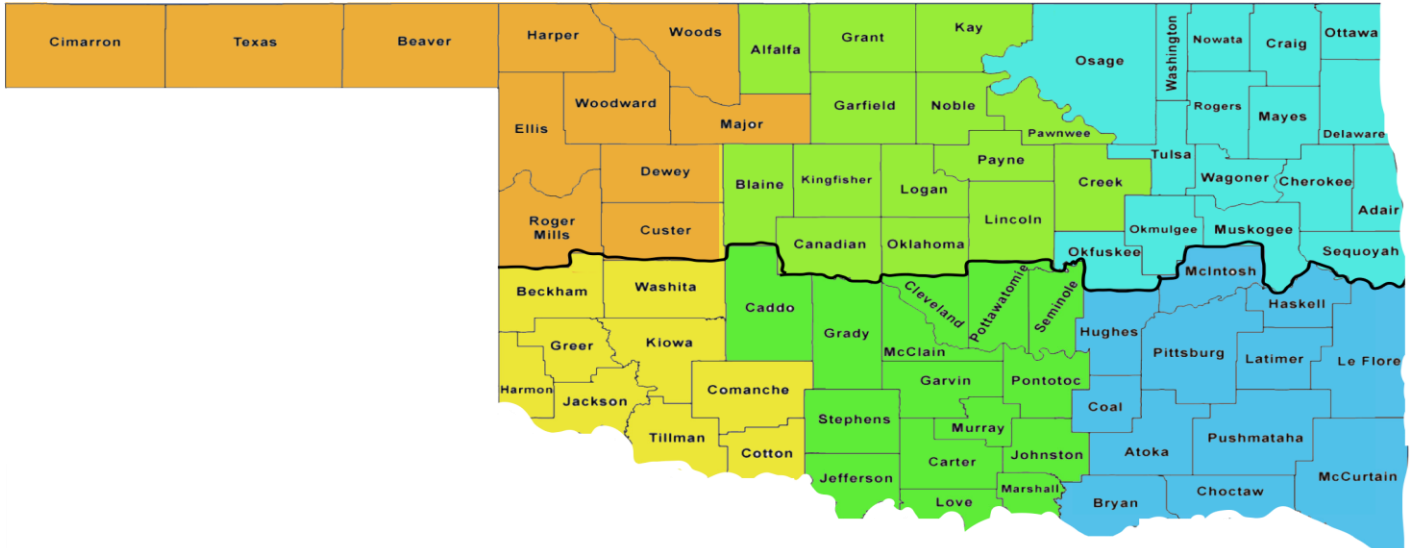 Cimarron
Texas
Beaver
Harper
Woods
Alfalfa
Grant
Kay
Osage
Washington
Nowata
Craig
Ottawa
Woodward
Ellis
Major
Garfield
Noble
Pawnwee
Rogers
Mayes
Delaware
Dewey
Blaine
Kingfisher
Logan
Payne
Creek
Tulsa
Wagoner
Cherokee
Adair
Roger
Mills
Custer
Canadian
Oklahoma
Lincoln
Okfuskee
Okmulgee
Muskogee
Sequoyah
Beckham
Washita
Caddo
Grady
Cleveland
Pottawatomie
Seminole
McIntosh
Haskell
Greer
Kiowa
McClain
Hughes
Pittsburg
Latimer
Le Flore
Harmon
Jackson
Comanche
Garvin
Pontotoc
Coal
Tillman
Cotton
Stephens
Murray
Johnston
Atoka
Pushmataha
McCurtain
Jefferson
Carter
Love
Marshall
Bryan
Choctaw